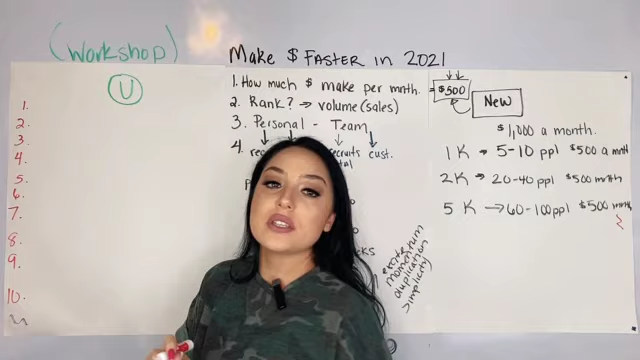 (Workshop)
Make $ Faster in 2021
U
1.
2.
3.
4.
5.
6.
7.
8.
9.
10.
1. How much $ make per mnth.
2. Rank? → volume (sales)
3. Personal - Team
4. rec
recruits cust.
excite
momentum
duplication
simplicity
= $500
New
$1,000 a month.
1K → 5-10 ppl $500 a mnth
2K → 20-40 ppl $500 mnth
5K → 60-100 ppl $500 mnth